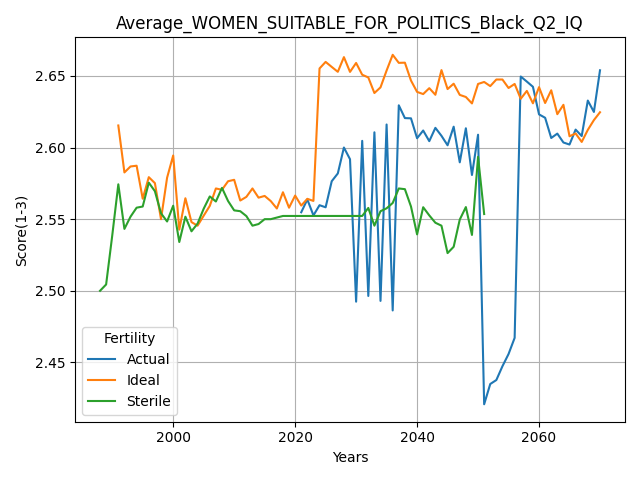 Average_WOMEN_SUITABLE_FOR_POLITICS_Black_Q2_IQ
Score(1-3)
2.65
2.60
2.55
2.50
2.45
Fertility
Actual
Ideal
Sterile
2000
2020
2040
2060
Years